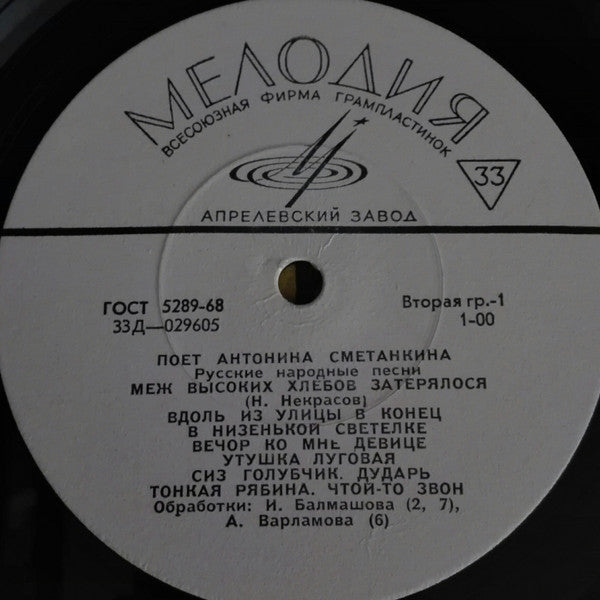 МЕЛОДИЯ
ВСЕСОЮЗНАЯ ФИРМА ГРАМПЛАСТИНОК
33
АПРЕЛЕВСКИЙ ЗАВОД
ГОСТ 5289-68
33Д—029605
Вторая гр.-1
1-00
ПОЕТ АНТОНИНА СМЕТАНКИНА
Русские народные песни
МЕЖ ВЫСОКИХ ХЛЕБОВ ЗАТЕРЯЛОСЯ
(Н. Некрасов)
ВДОЛЬ ИЗ УЛИЦЫ В КОНЕЦ
В НИЗЕНЬКОЙ СВЕТЕЛКЕ
ВЕЧОР КО МНЕ ДЕВИЦЕ
УТУШКА ЛУГОВАЯ
СИЗ ГОЛУБЧИК. ДУДАРЬ
ТОНКАЯ РЯБИНА. ЧТОЙ-ТО ЗВОН
Обработки: И. Балмашова (2, 7),
А. Варламова (6)